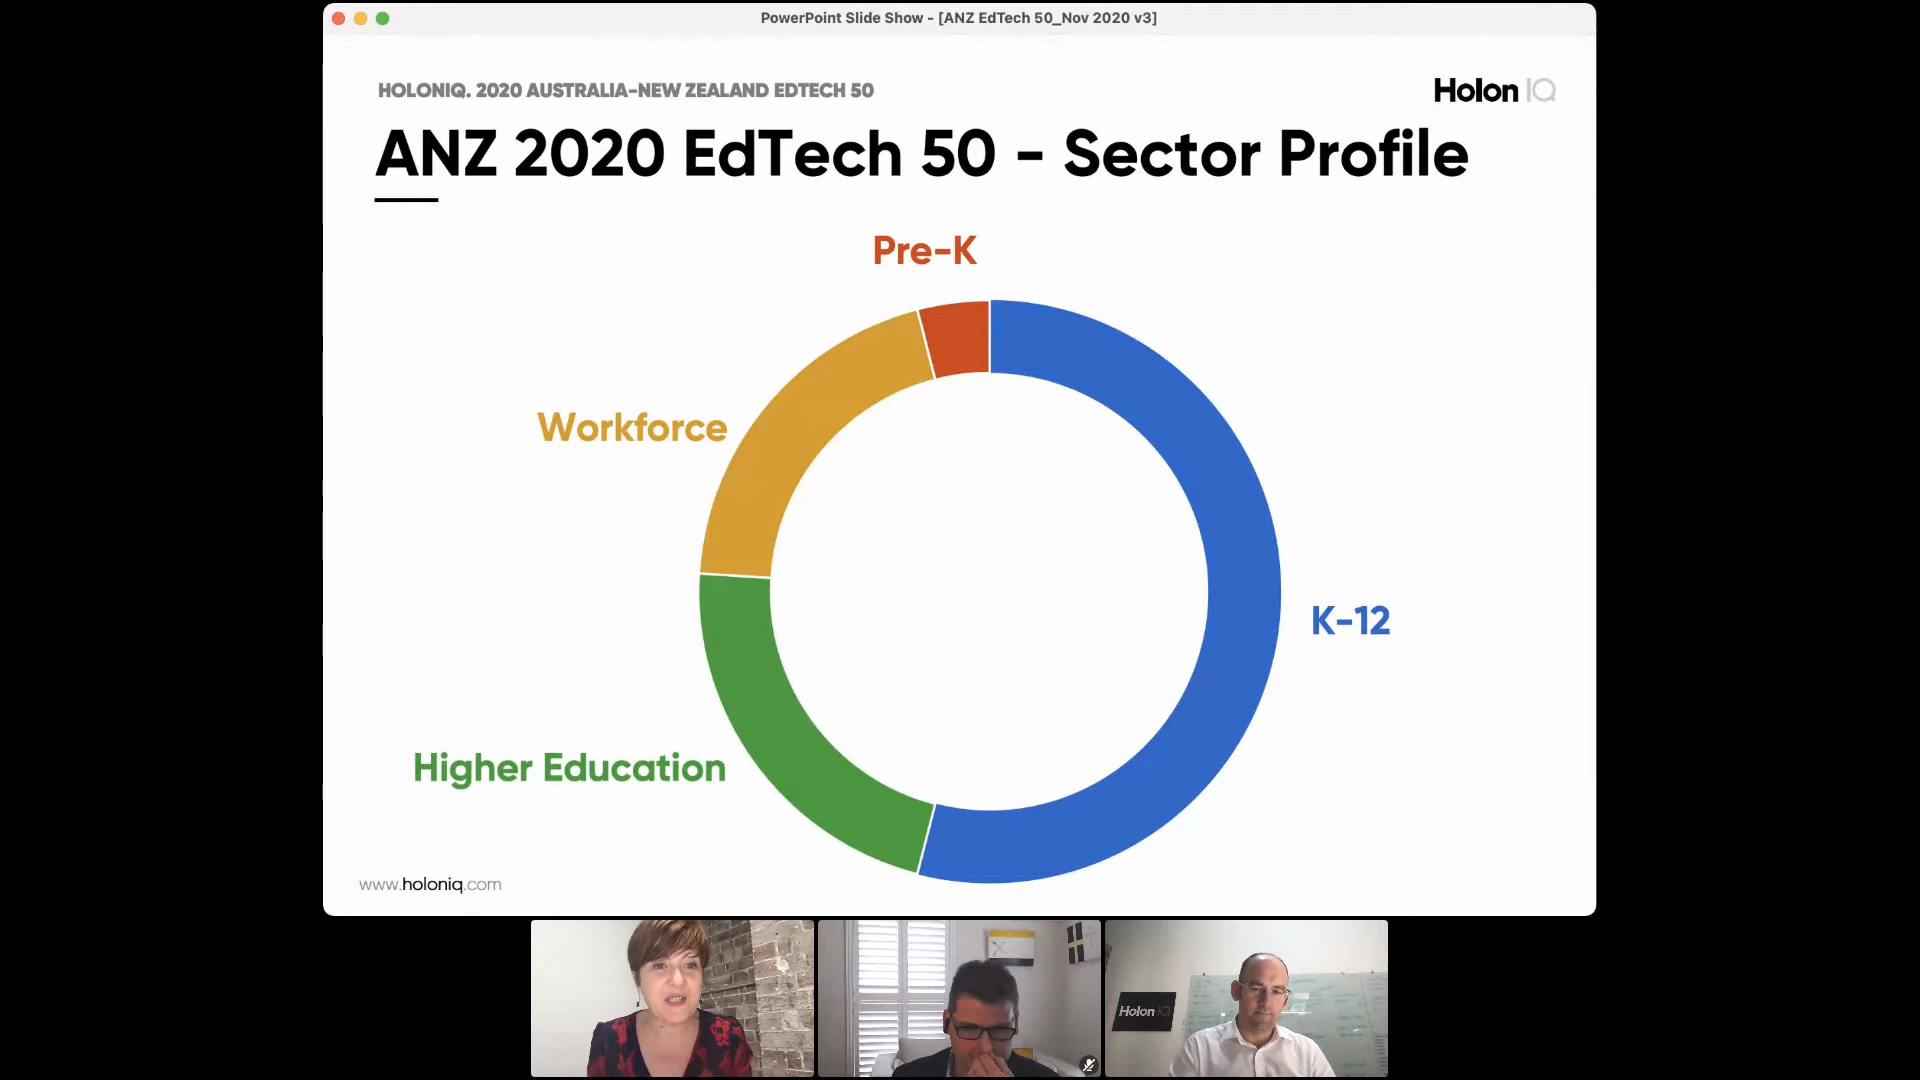 PowerPoint Slide Show - [ANZ EdTech 50_Nov 2020 v3]
HOLONIQ. 2020 AUSTRALIA-NEW ZEALAND EDTECH 50
Holon IQ
ANZ 2020 EdTech 50 - Sector Profile
Pre-K
Workforce
K-12
Higher Education
www.holoniq.com
Holon IQ